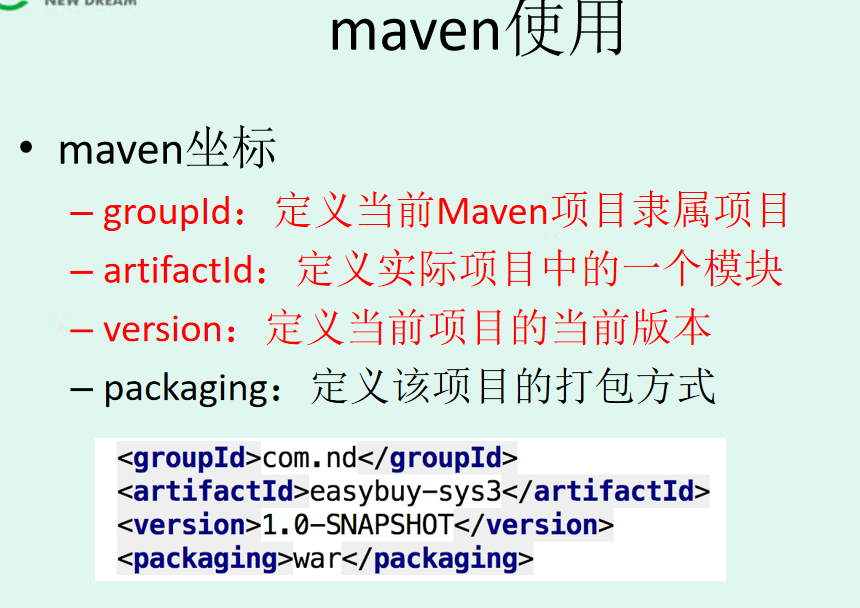 NEW DREAM
maven使用
• maven坐标
– groupId：定义当前Maven项目隶属项目
– artifactId：定义实际项目中的一个模块
– version：定义当前项目的当前版本
– packaging：定义该项目的打包方式
<groupId>com.nd</groupId>
<artifactId>easybuy-sys3</artifactId>
<version>1.0-SNAPSHOT</version>
<packaging>war</packaging>